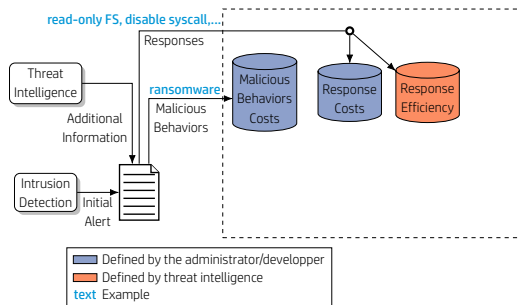 read-only FS, disable syscall,...
Responses
Threat
Intelligence
ransomware
Malicious
Behaviors
Additional
Information
Malicious
Behaviors
Costs
Response
Costs
Response
Efficiency
Intrusion
Detection
Initial
Alert
Defined by the administrator/developper
Defined by threat intelligence
text Example